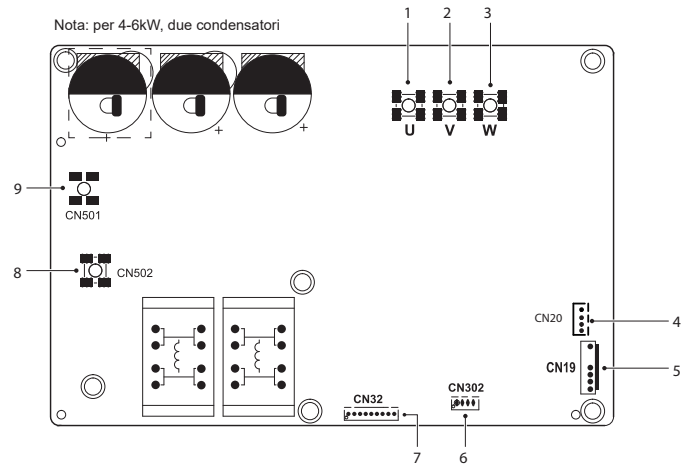 Nota: per 4-6kW, due condensatori
1
2
3
U
V
W
9
CN501
8
CN502
CN20
4
CN19
5
CN32
CN302
7
6